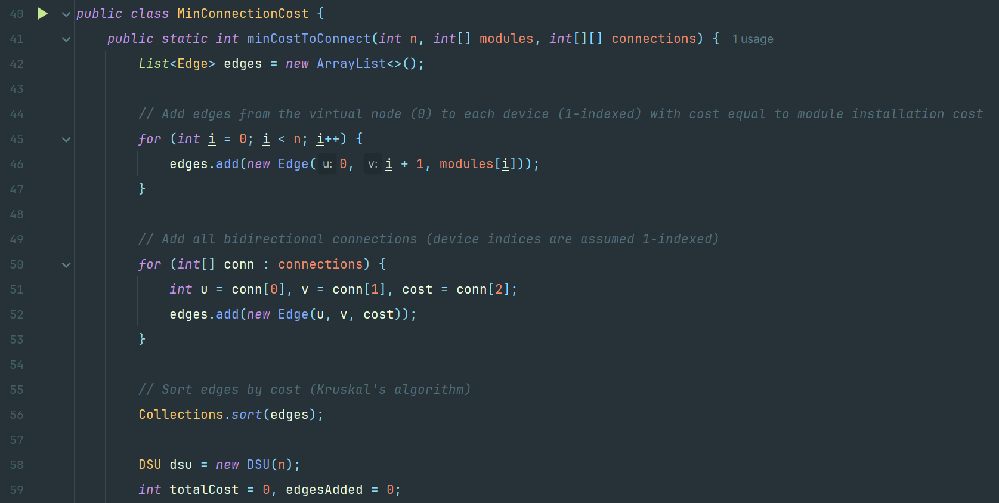 40 public class MinConnectionCost {
41 public static int minCostToConnect(int n, int[] modules, int[][] connections) { 1 usage
42 List<Edge> edges = new ArrayList<>();
43
44 // Add edges from the virtual node (0) to each device (1-indexed) with cost equal to module installation cost
45 for (int i = 0; i < n; i++) {
46 edges.add(new Edge( u: 0, v: i + 1, modules[i]));
47 }
48
49 // Add all bidirectional connections (device indices are assumed 1-indexed)
50 for (int[] conn : connections) {
51 int u = conn[0], v = conn[1], cost = conn[2];
52 edges.add(new Edge(u, v, cost));
53 }
54
55 // Sort edges by cost (Kruskal's algorithm)
56 Collections.sort(edges);
57
58 DSU dsu = new DSU(n);
59 int totalCost = 0, edgesAdded = 0;